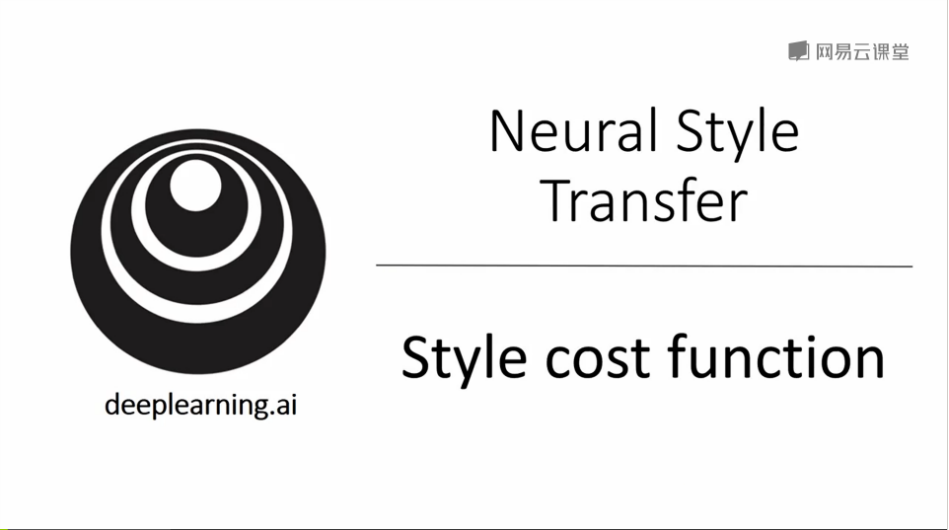 网易云课堂
Neural Style
Transfer
Style cost function
deeplearning.ai